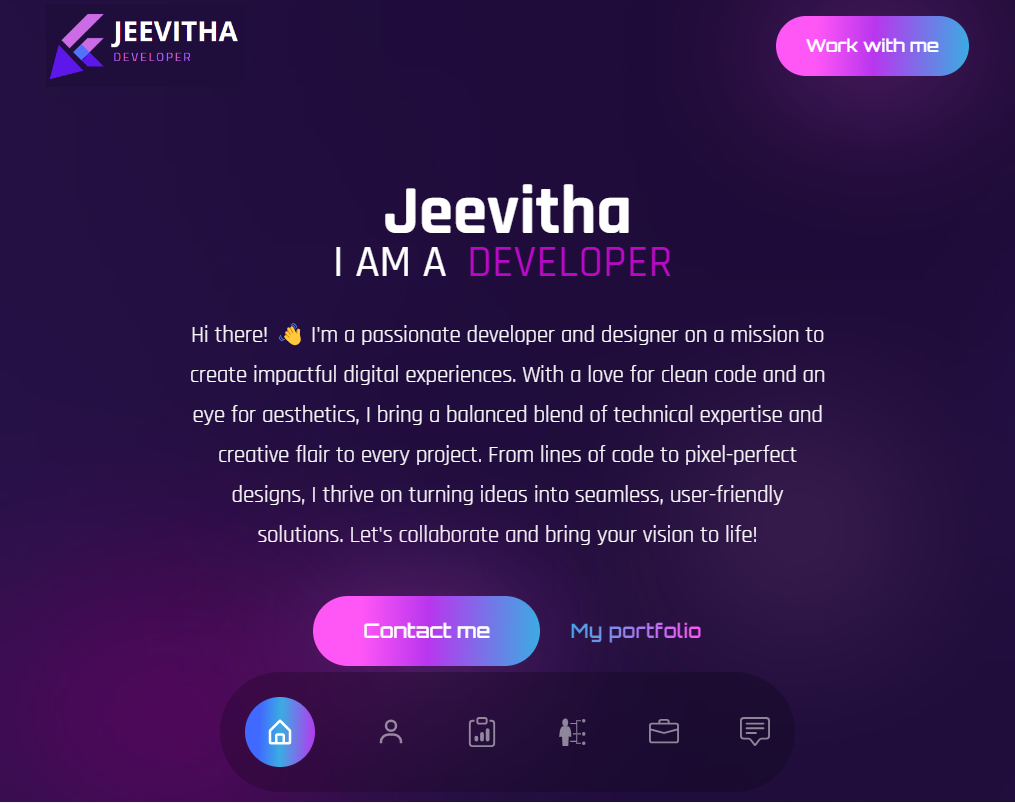 JEEVITHA
DEVELOPER
Work with me
Jeevitha
I AM A DEVELOPER
Hi there! 👋 I'm a passionate developer and designer on a mission to
create impactful digital experiences. With a love for clean code and an
eye for aesthetics, I bring a balanced blend of technical expertise and
creative flair to every project. From lines of code to pixel-perfect
designs, I thrive on turning ideas into seamless, user-friendly
solutions. Let's collaborate and bring your vision to life!
Contact me
My portfolio